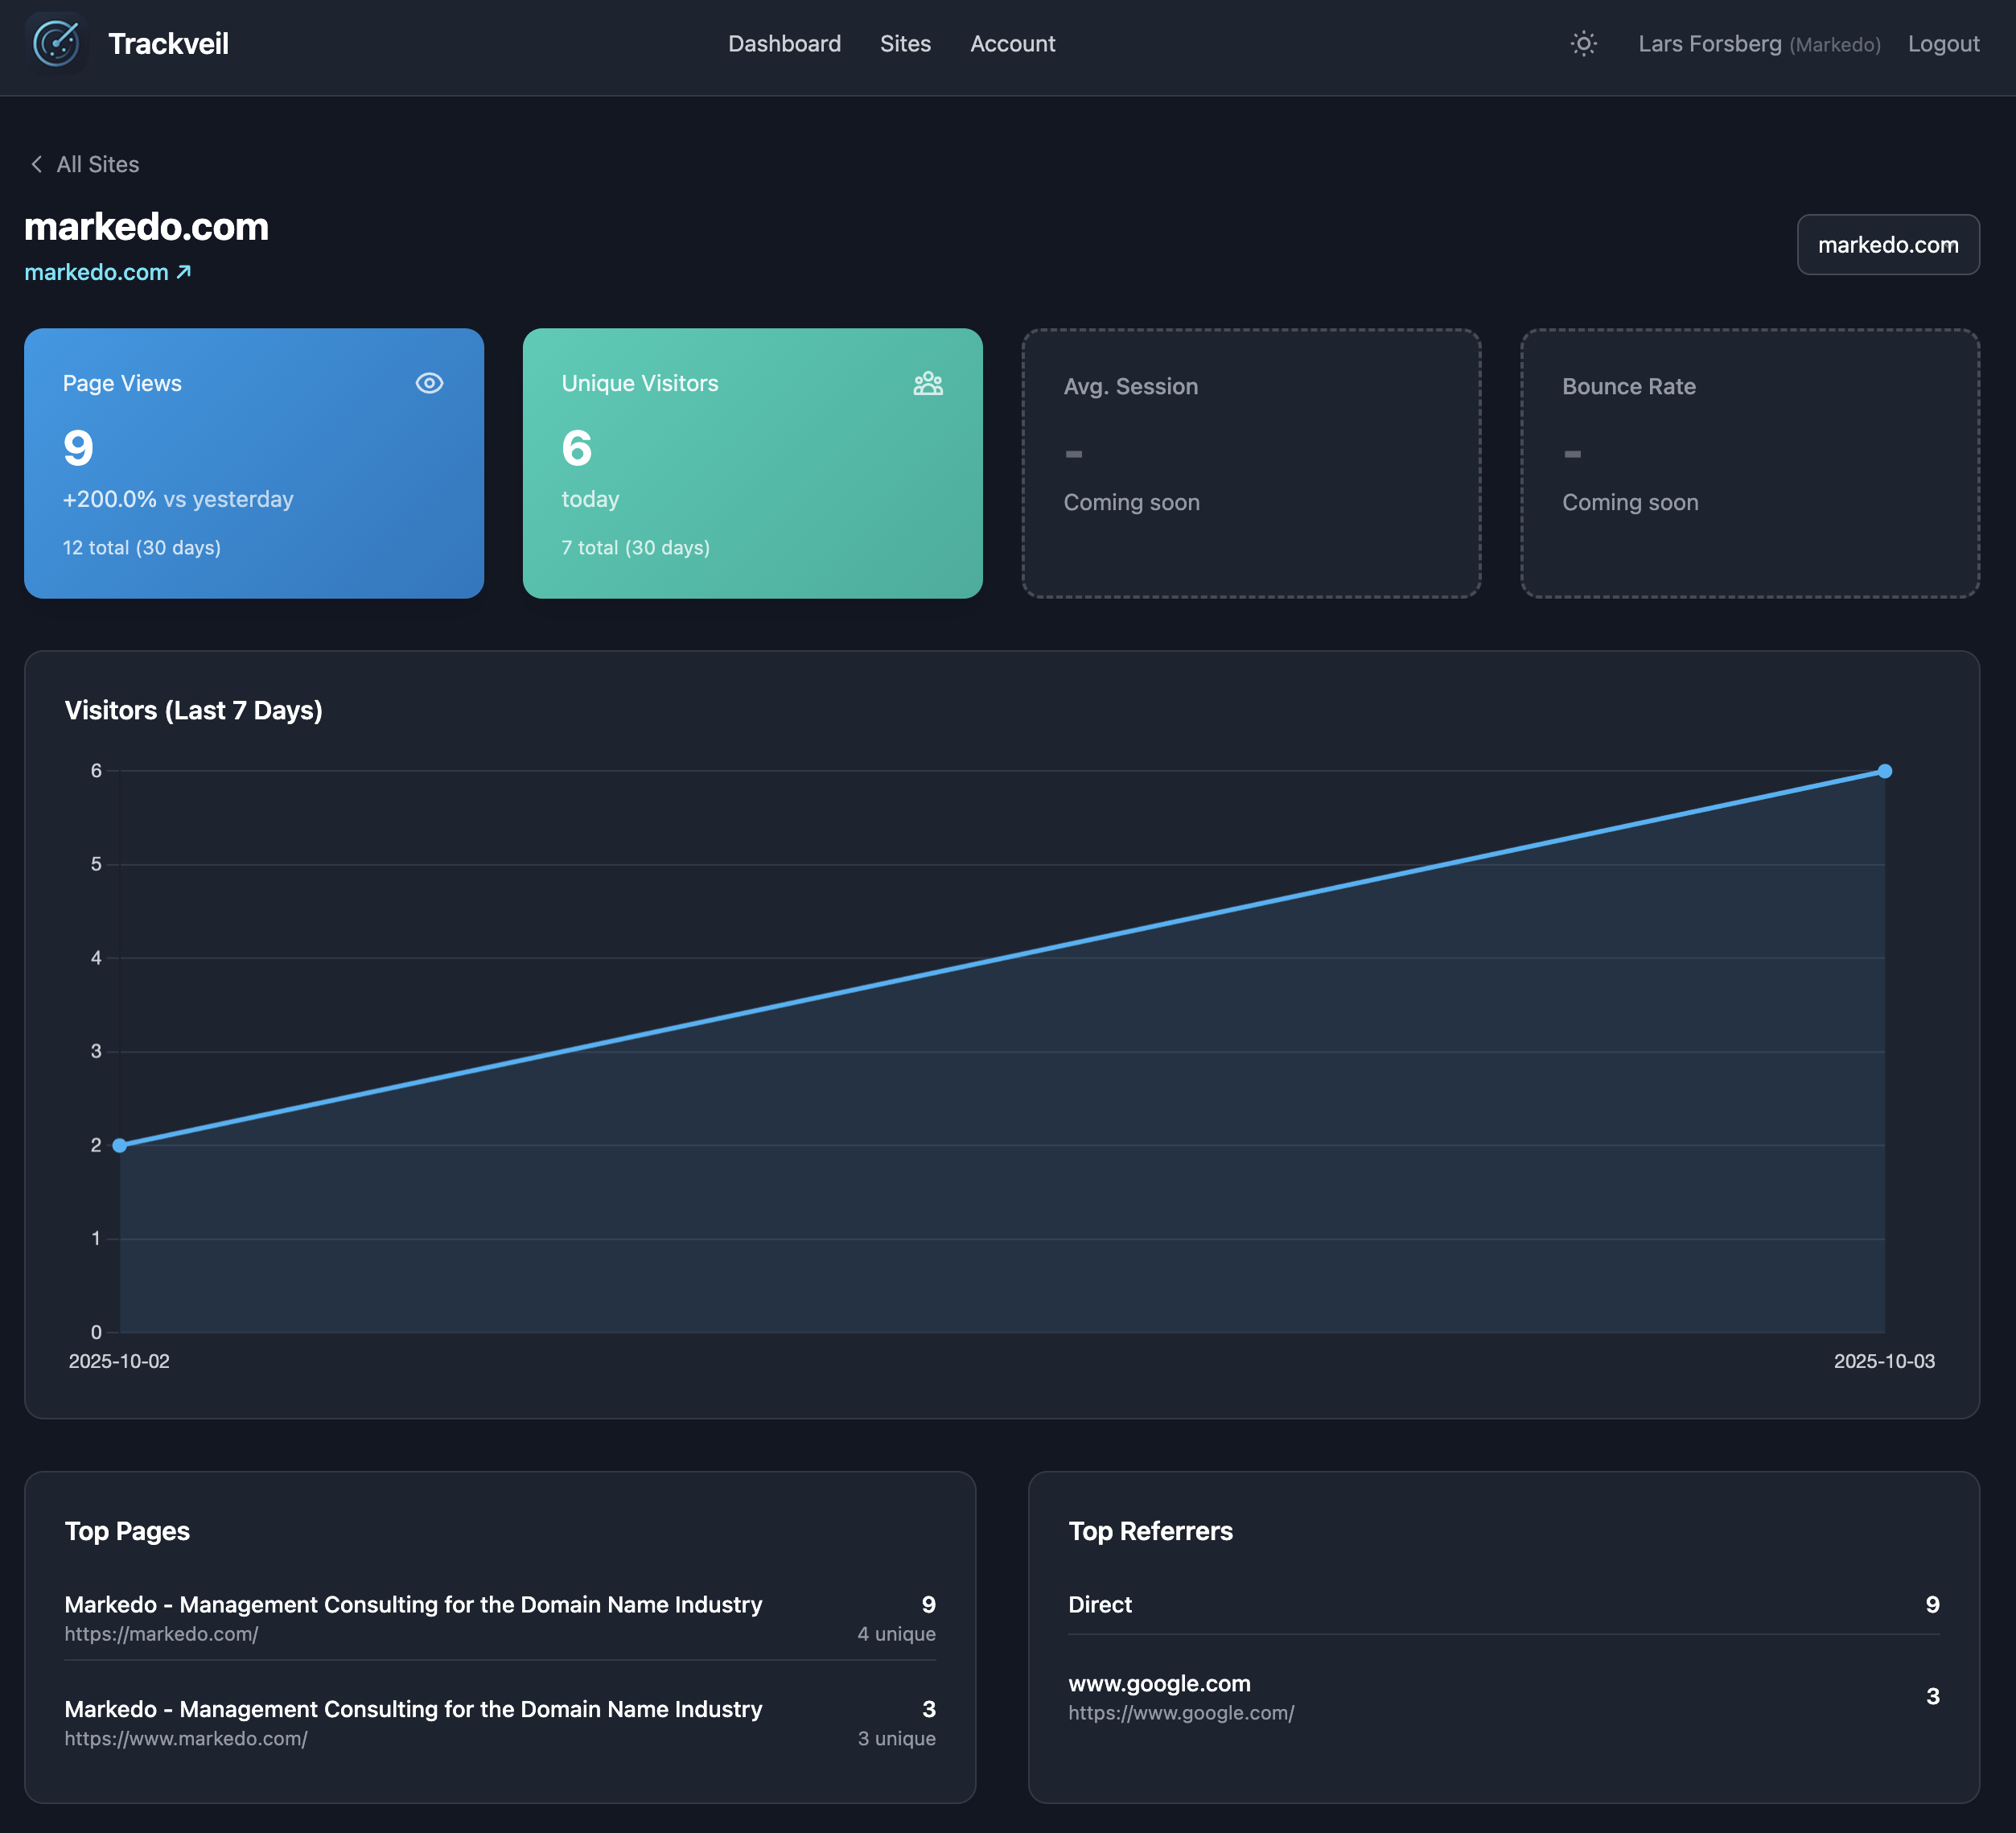 Trackveil
Dashboard
Sites
Account
Lars Forsberg (Markedo)
Logout
All Sites
markedo.com
markedo.com
markedo.com
Page Views
9
+200.0% vs yesterday
12 total (30 days)
Unique Visitors
6
today
7 total (30 days)
Avg. Session
-
Coming soon
Bounce Rate
-
Coming soon
Visitors (Last 7 Days)
6
5
4
3
2
1
0
2025-10-02
2025-10-03
Top Pages
Markedo - Management Consulting for the Domain Name Industry
9
https://markedo.com/
4 unique
Markedo - Management Consulting for the Domain Name Industry
3
https://www.markedo.com/
3 unique
Top Referrers
Direct
9
www.google.com
https://www.google.com/
3